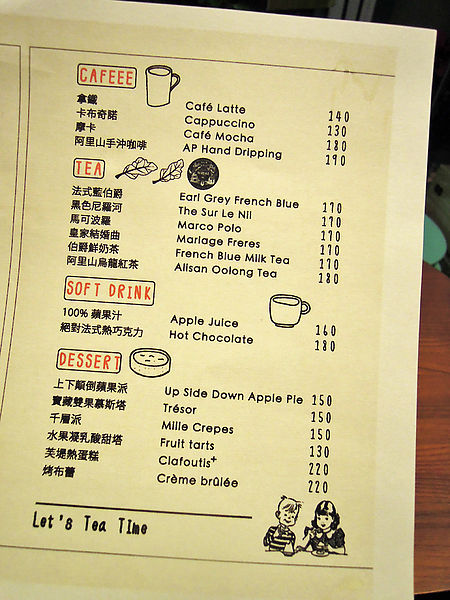 CAFEEE
拿鐵 Café Latte 140
卡布奇諾 Cappuccino 130
摩卡 Café Mocha 180
阿里山手沖咖啡 AP Hand Dripping 190
TEA
法式藍伯爵 Earl Grey French Blue 170
黑色尼羅河 The Sur Le Nil 170
馬可波羅 Marco Polo 170
皇家結婚曲 Mariage Freres 170
伯爵鮮奶茶 French Blue Milk Tea 170
阿里山烏龍紅茶 Alisan Oolong Tea 180
SOFT DRINK
100% 蘋果汁 Apple Juice 160
絕對法式熱巧克力 Hot Chocolate 180
DESSERT
上下顛倒蘋果派 Up Side Down Apple Pie 150
寶藏雙果慕斯塔 Trésor 150
千層派 Mille Crepes 150
水果凝乳酸甜塔 Fruit tarts 130
芙堤熱蛋糕 Clafoutis+ 220
烤布蕾 Crème brûlée 220
Let's Tea Time